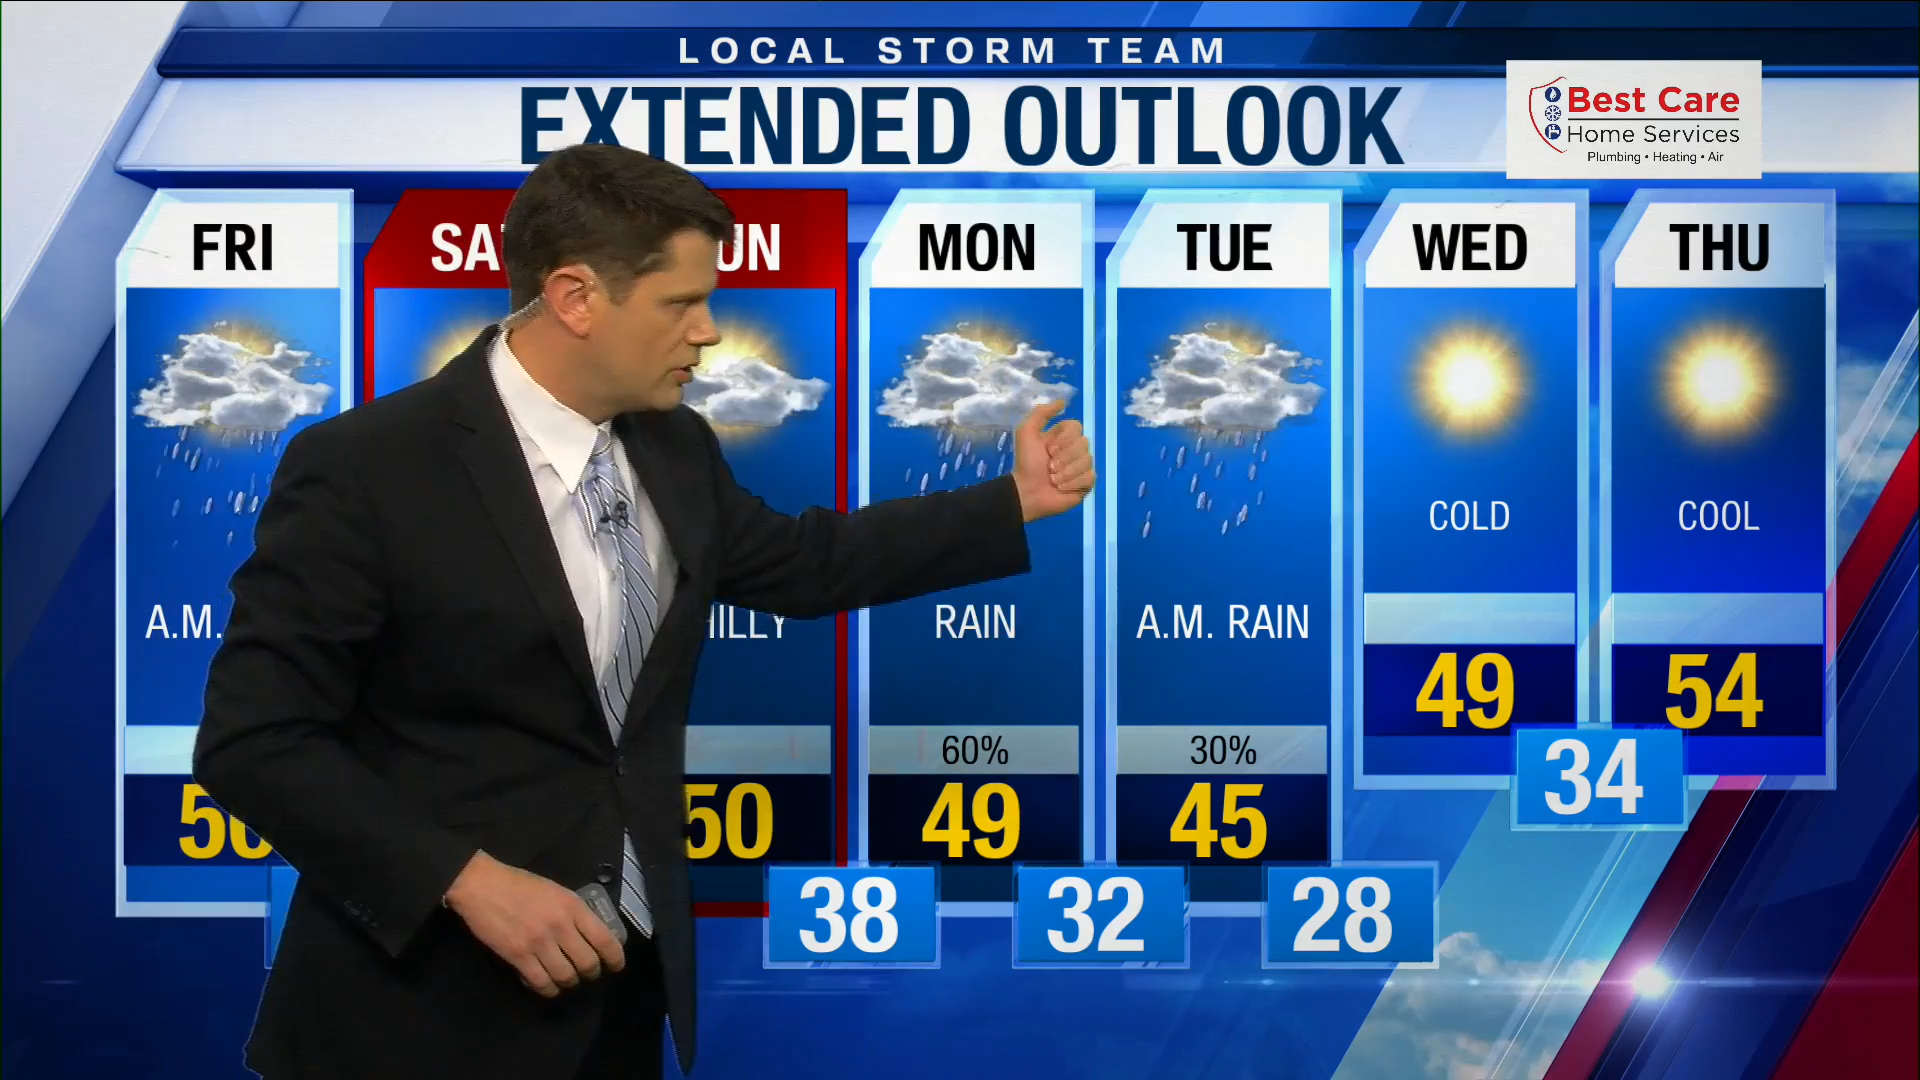 LOCAL STORM TEAM
EXTENDED OUTLOOK
Best Care
Home Services
Plumbing • Heating • Air
FRI
MON
TUE
WED
THU
COLD
COOL
A.M.
RAIN
A.M. RAIN
49
54
60%
30%
34
50
49
45
38
32
28